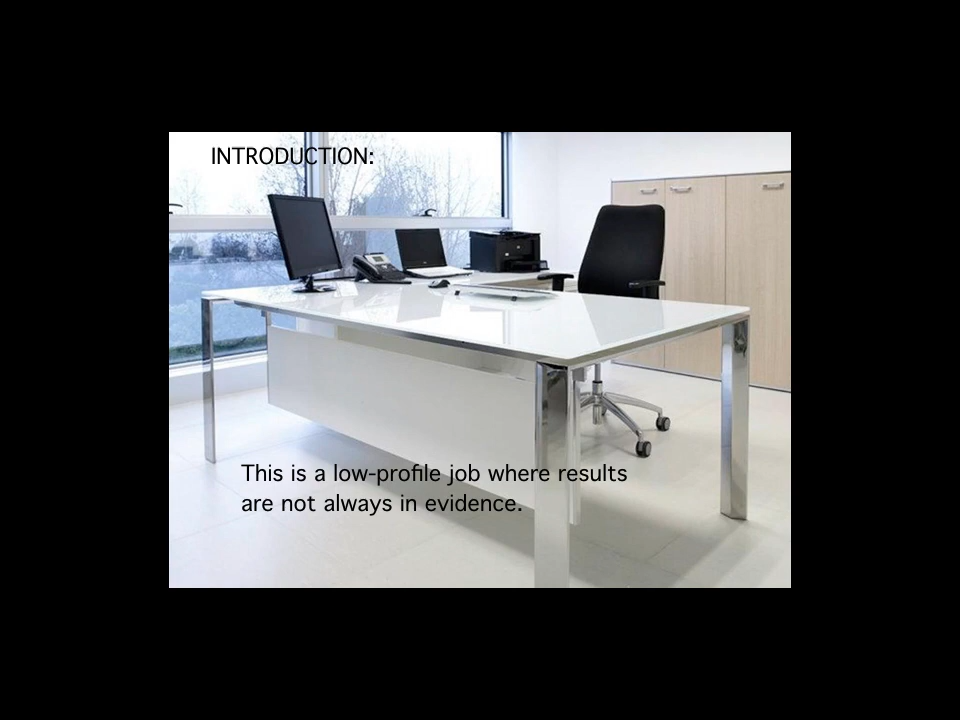 INTRODUCTION:
This is a low-profile job where results
are not always in evidence.